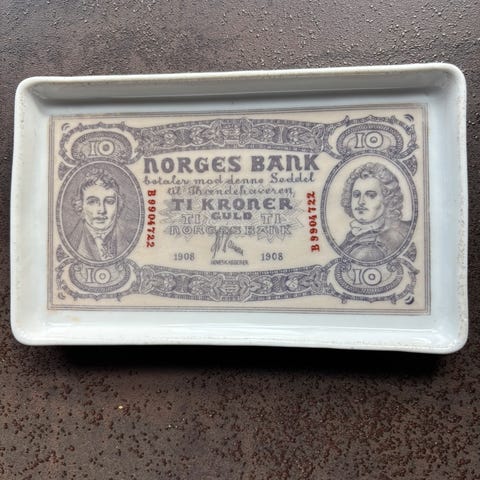 10 10
NORGES BANK
betaler mod denne Seddel
til Ihændehaveren
TI KRONER
GULD
TI TI
NORGES BANK
B 9904722
B 9904722
1908 1908
HOVEDKASSERER
10 10